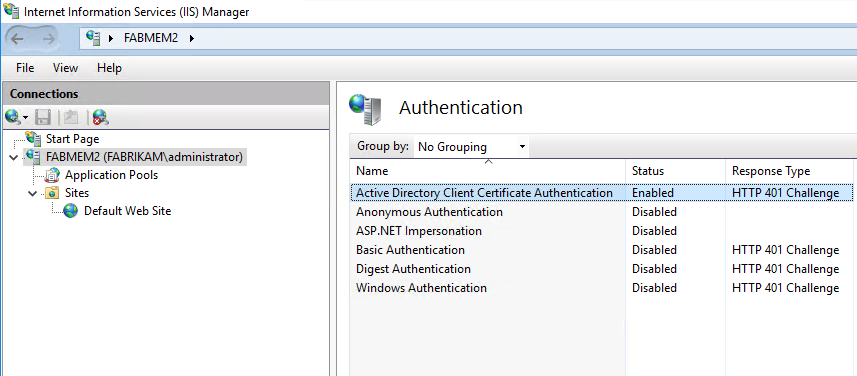 Internet Information Services (IIS) Manager
FABMEM2
File View Help
Connections
Start Page
FABMEM2 (FABRIKAM\administrator)
Application Pools
Sites
Default Web Site
Authentication
Group by: No Grouping
Name Status Response Type
Active Directory Client Certificate Authentication Enabled HTTP 401 Challenge
Anonymous Authentication Disabled
ASP.NET Impersonation Disabled
Basic Authentication Disabled HTTP 401 Challenge
Digest Authentication Disabled HTTP 401 Challenge
Windows Authentication Disabled HTTP 401 Challenge